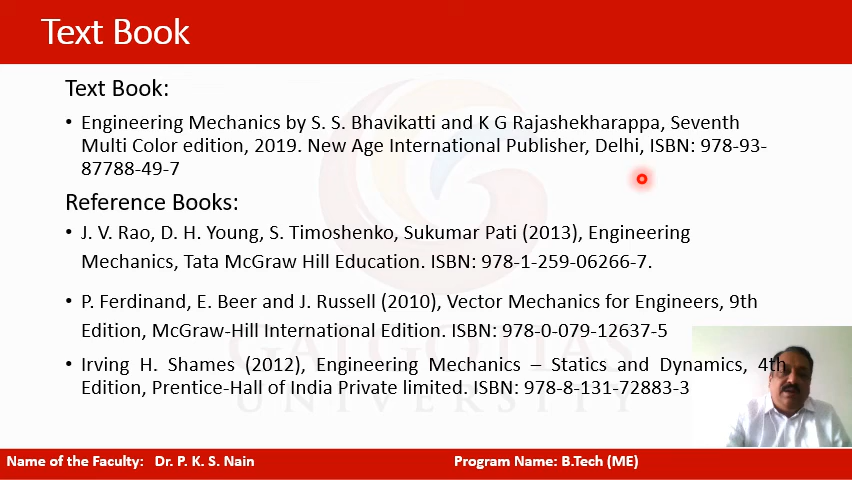 Text Book
Text Book:
• Engineering Mechanics by S. S. Bhavikatti and K G Rajashekharappa, Seventh
Multi Color edition, 2019. New Age International Publisher, Delhi, ISBN: 978-93-
87788-49-7
Reference Books:
• J. V. Rao, D. H. Young, S. Timoshenko, Sukumar Pati (2013), Engineering
Mechanics, Tata McGraw Hill Education. ISBN: 978-1-259-06266-7.
• P. Ferdinand, E. Beer and J. Russell (2010), Vector Mechanics for Engineers, 9th
Edition, McGraw-Hill International Edition. ISBN: 978-0-079-12637-5
GALGOTIAS
• Irving H. Shames (2012), Engineering Mechanics – Statics and Dynamics, 4th
Edition, Prentice-Hall of India Private limited. ISBN: 978-8-131-72883-3
UNIVERSITY
Name of the Faculty: Dr. P. K. S. Nain
Program Name: B.Tech (ME)